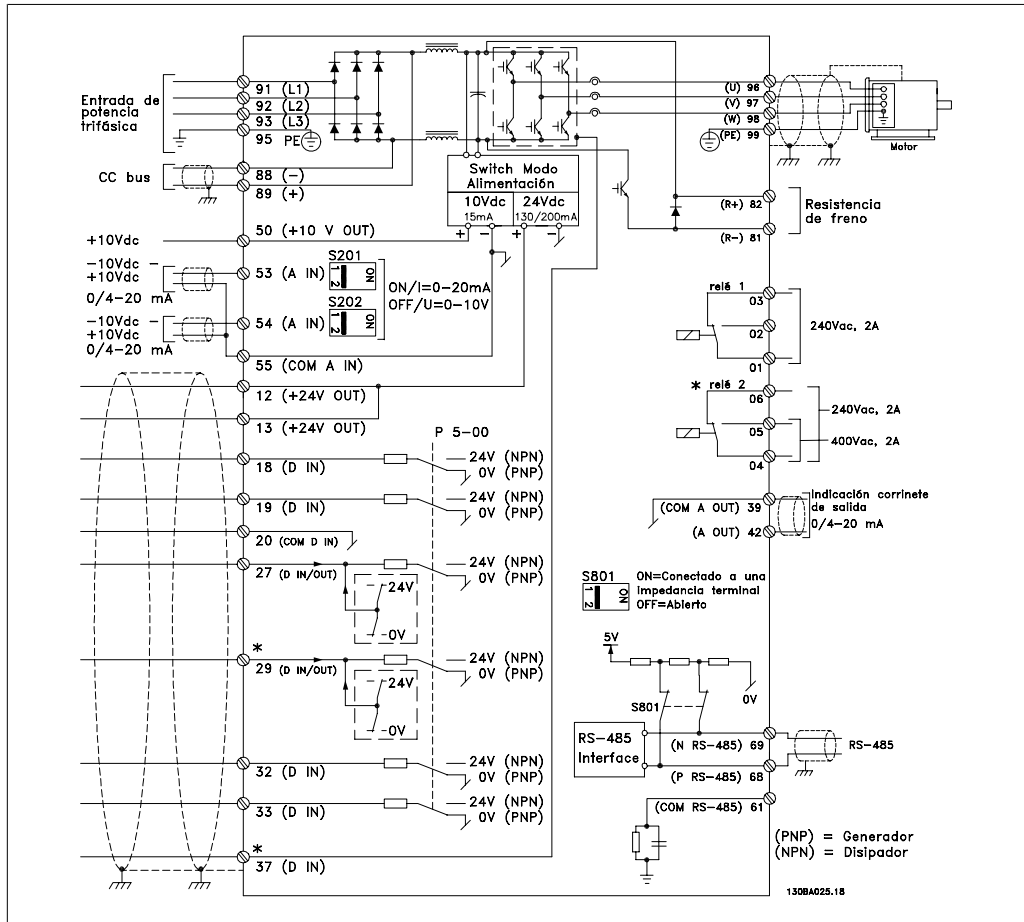 Entrada de
potencia
trifásica
91 (L1)
92 (L2)
93 (L3)
95 PE
CC bus
88 (-)
89 (+)
Switch Modo
Alimentación
10Vdc
15mA
24Vdc
130/200mA
+ - + -
+10Vdc
50 (+10 V OUT)
-10Vdc -
+10Vdc
0/4-20 mA
53 (A IN)
S201
ON
1 2
ON/I=0-20mA
OFF/U=0-10V
-10Vdc -
+10Vdc
0/4-20 mA
54 (A IN)
S202
ON
1 2
55 (COM A IN)
12 (+24V OUT)
13 (+24V OUT)
P 5-00
18 (D IN)
24V (NPN)
0V (PNP)
19 (D IN)
24V (NPN)
0V (PNP)
20 (COM D IN)
27 (D IN/OUT)
24V (NPN)
0V (PNP)
24V
0V
*
29 (D IN/OUT)
24V (NPN)
0V (PNP)
24V
0V
32 (D IN)
24V (NPN)
0V (PNP)
33 (D IN)
24V (NPN)
0V (PNP)
*
37 (D IN)
(U) 96
(V) 97
(W) 98
(PE) 99
Motor
(R+) 82
(R-) 81
Resistencia
de freno
relé 1
03
02
01
240Vac, 2A
* relé 2
06
05
04
240Vac, 2A
400Vac, 2A
(COM A OUT) 39
(A OUT) 42
Indicación corrinete
de salida
0/4-20 mA
S801
ON
1 2
ON=Conectado a una
impedancia terminal
OFF=Abierto
5V
0V
S801
RS-485
Interface
(N RS-485) 69
(P RS-485) 68
RS-485
(COM RS-485) 61
(PNP) = Generador
(NPN) = Disipador
130BA025.18